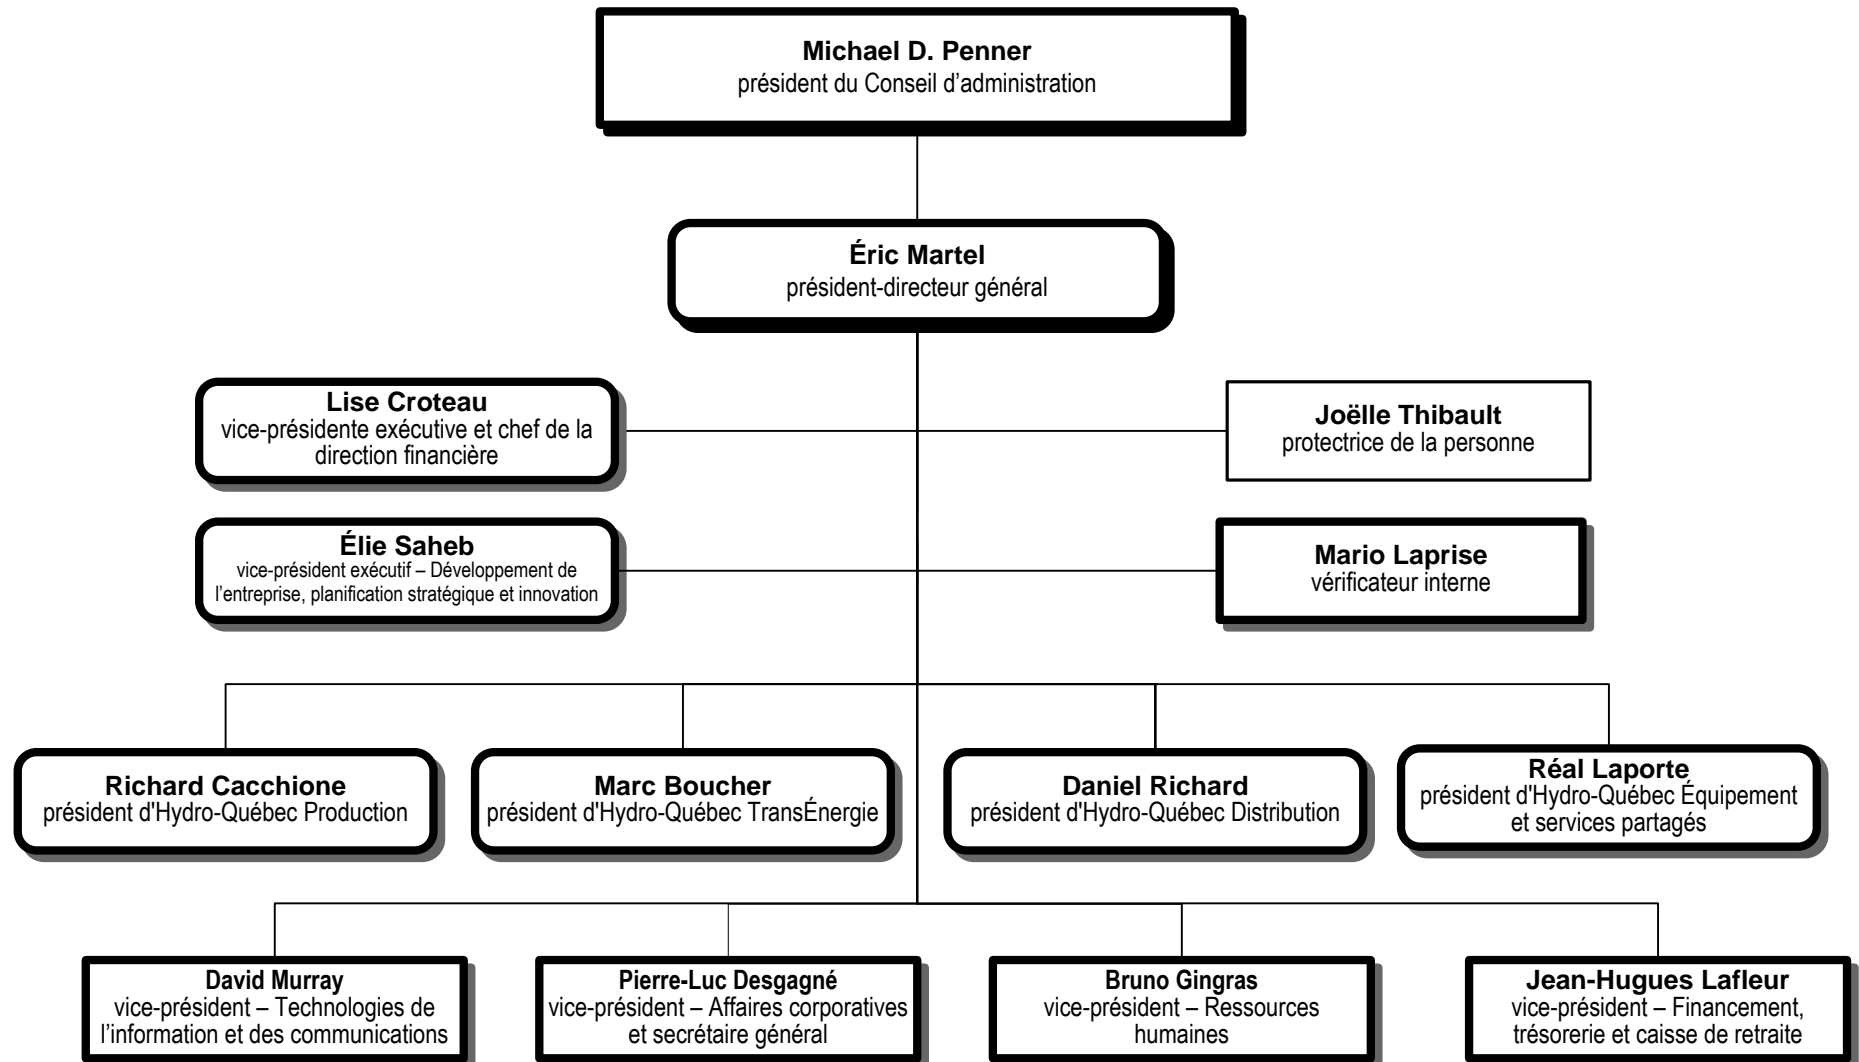 Michael D. Penner
président du Conseil d’administration
Éric Martel
président-directeur général
Lise Croteau
vice-présidente exécutive et chef de la
direction financière
Joëlle Thibault
protectrice de la personne
Élie Saheb
vice-président exécutif – Développement de
l’entreprise, planification stratégique et innovation
Mario Laprise
vérificateur interne
Richard Cacchione
président d'Hydro-Québec Production
Marc Boucher
président d'Hydro-Québec TransÉnergie
Daniel Richard
président d'Hydro-Québec Distribution
Réal Laporte
président d'Hydro-Québec Équipement
et services partagés
David Murray
vice-président – Technologies de
l’information et des communications
Pierre-Luc Desgagné
vice-président – Affaires corporatives
et secrétaire général
Bruno Gingras
vice-président – Ressources
humaines
Jean-Hugues Lafleur
vice-président – Financement,
trésorerie et caisse de retraite